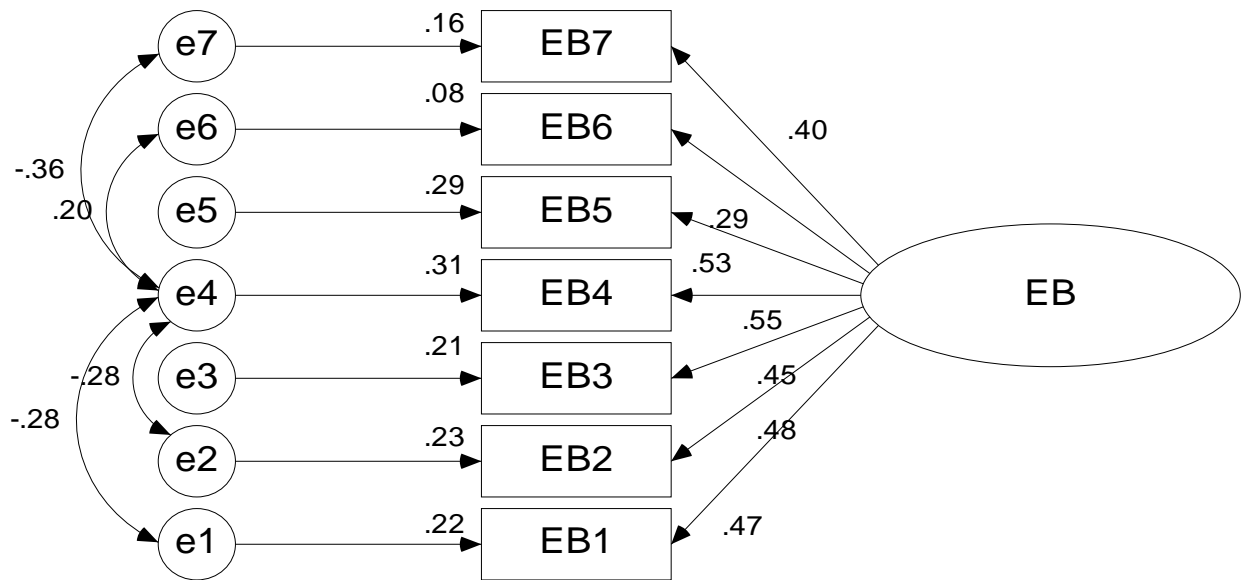 e7 .16 EB7
.40
e6 .08 EB6
-.36
.20
e5 .29 EB5
.29
e4 .31 EB4 .53 EB
.55
e3 .21 EB3
-.28
.45
-.28
e2 .23 EB2
.48
e1 .22 EB1 .47